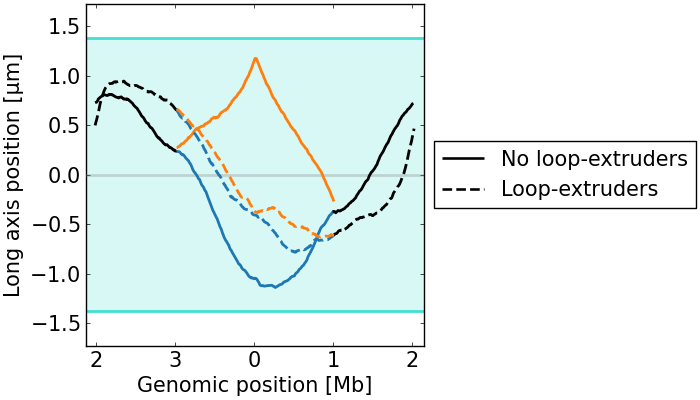 1.5
1.0
0.5
0.0
−0.5
−1.0
−1.5
Long axis position [µm]
2 3 0 1 2
Genomic position [Mb]
No loop-extruders
Loop-extruders